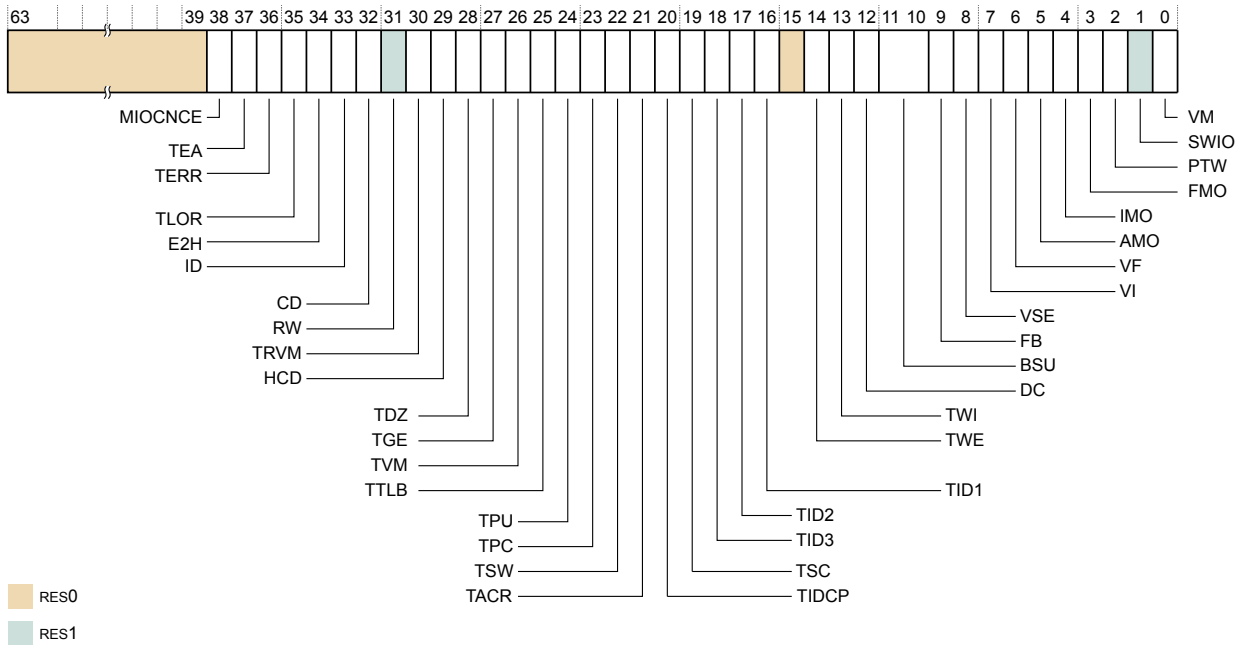 63 39 38 37 36 35 34 33 32 31 30 29 28 27 26 25 24 23 22 21 20 19 18 17 16 15 14 13 12 11 10 9 8 7 6 5 4 3 2 1 0
MIOCNCE VM
SWIO
TEA
PTW
TERR
FMO
TLOR IMO
E2H AMO
ID VF
VI
CD
VSE
RW
FB
TRVM
BSU
HCD
DC
TDZ TWI
TGE TWE
TVM
TTLB TID1
TID2
TPU
TID3
TPC
TSW TSC
TACR TIDCP
RES0
RES1